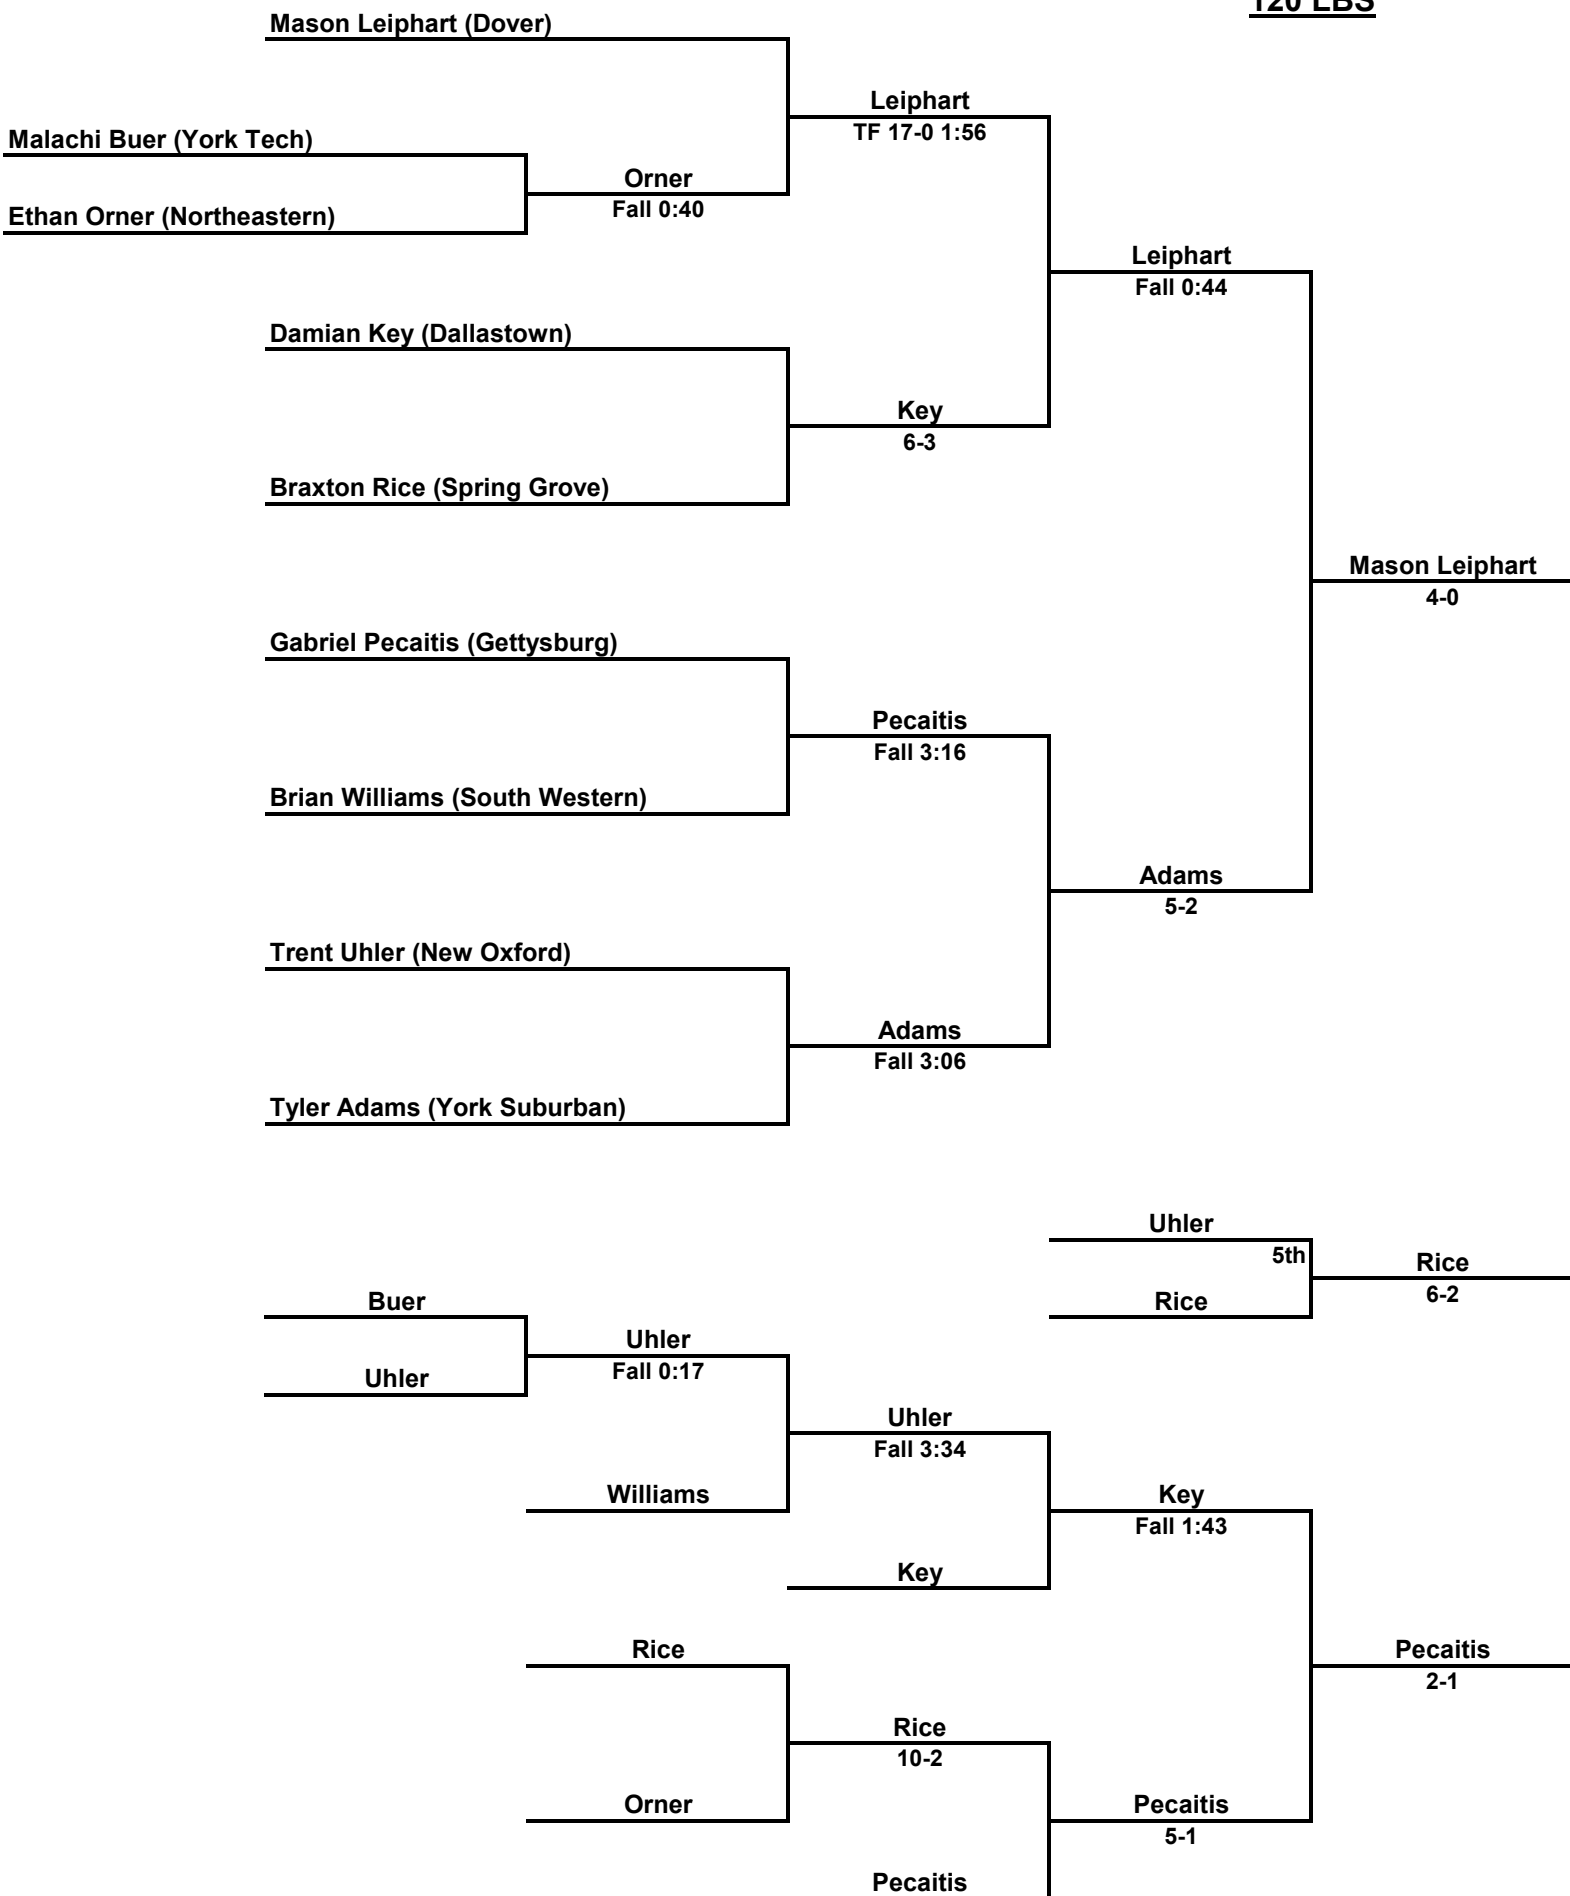 120 LBS
Mason Leiphart (Dover)
Leiphart
TF 17-0 1:56
Malachi Buer (York Tech)
Orner
Fall 0:40
Ethan Orner (Northeastern)
Leiphart
Fall 0:44
Damian Key (Dallastown)
Key
6-3
Braxton Rice (Spring Grove)
Mason Leiphart
4-0
Gabriel Pecaitis (Gettysburg)
Pecaitis
Fall 3:16
Brian Williams (South Western)
Adams
5-2
Trent Uhler (New Oxford)
Adams
Fall 3:06
Tyler Adams (York Suburban)
Uhler
5th
Rice
6-2
Rice
Buer
Uhler
Fall 0:17
Uhler
Uhler
Fall 3:34
Williams
Key
Fall 1:43
Key
Rice
Pecaitis
2-1
Rice
10-2
Orner
Pecaitis
5-1
Pecaitis